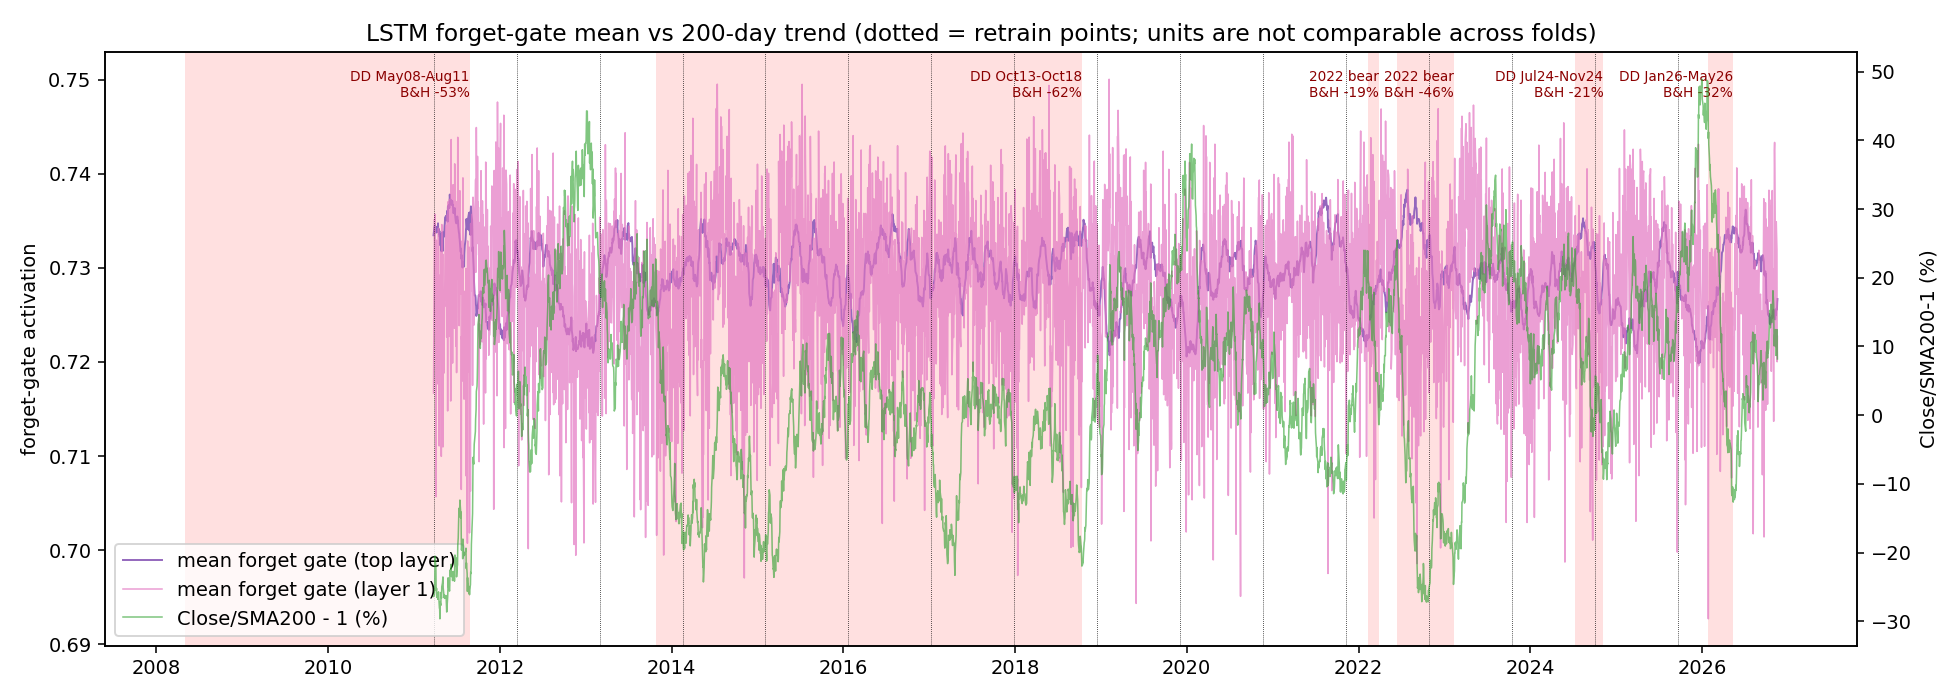 LSTM forget-gate mean vs 200-day trend (dotted = retrain points; units are not comparable across folds)
DD May08-Aug11
B&H -53%
DD Oct13-Oct18
B&H -62%
2022 bear
B&H -19%
2022 bear
B&H -46%
DD Jul24-Nov24
B&H -21%
DD Jan26-May26
B&H -32%
forget-gate activation
0.75
0.74
0.73
0.72
0.71
0.70
0.69
50
40
30
20
10
0
−10
−20
−30
Close/SMA200-1 (%)
mean forget gate (top layer)
mean forget gate (layer 1)
Close/SMA200 - 1 (%)
2008
2010
2012
2014
2016
2018
2020
2022
2024
2026